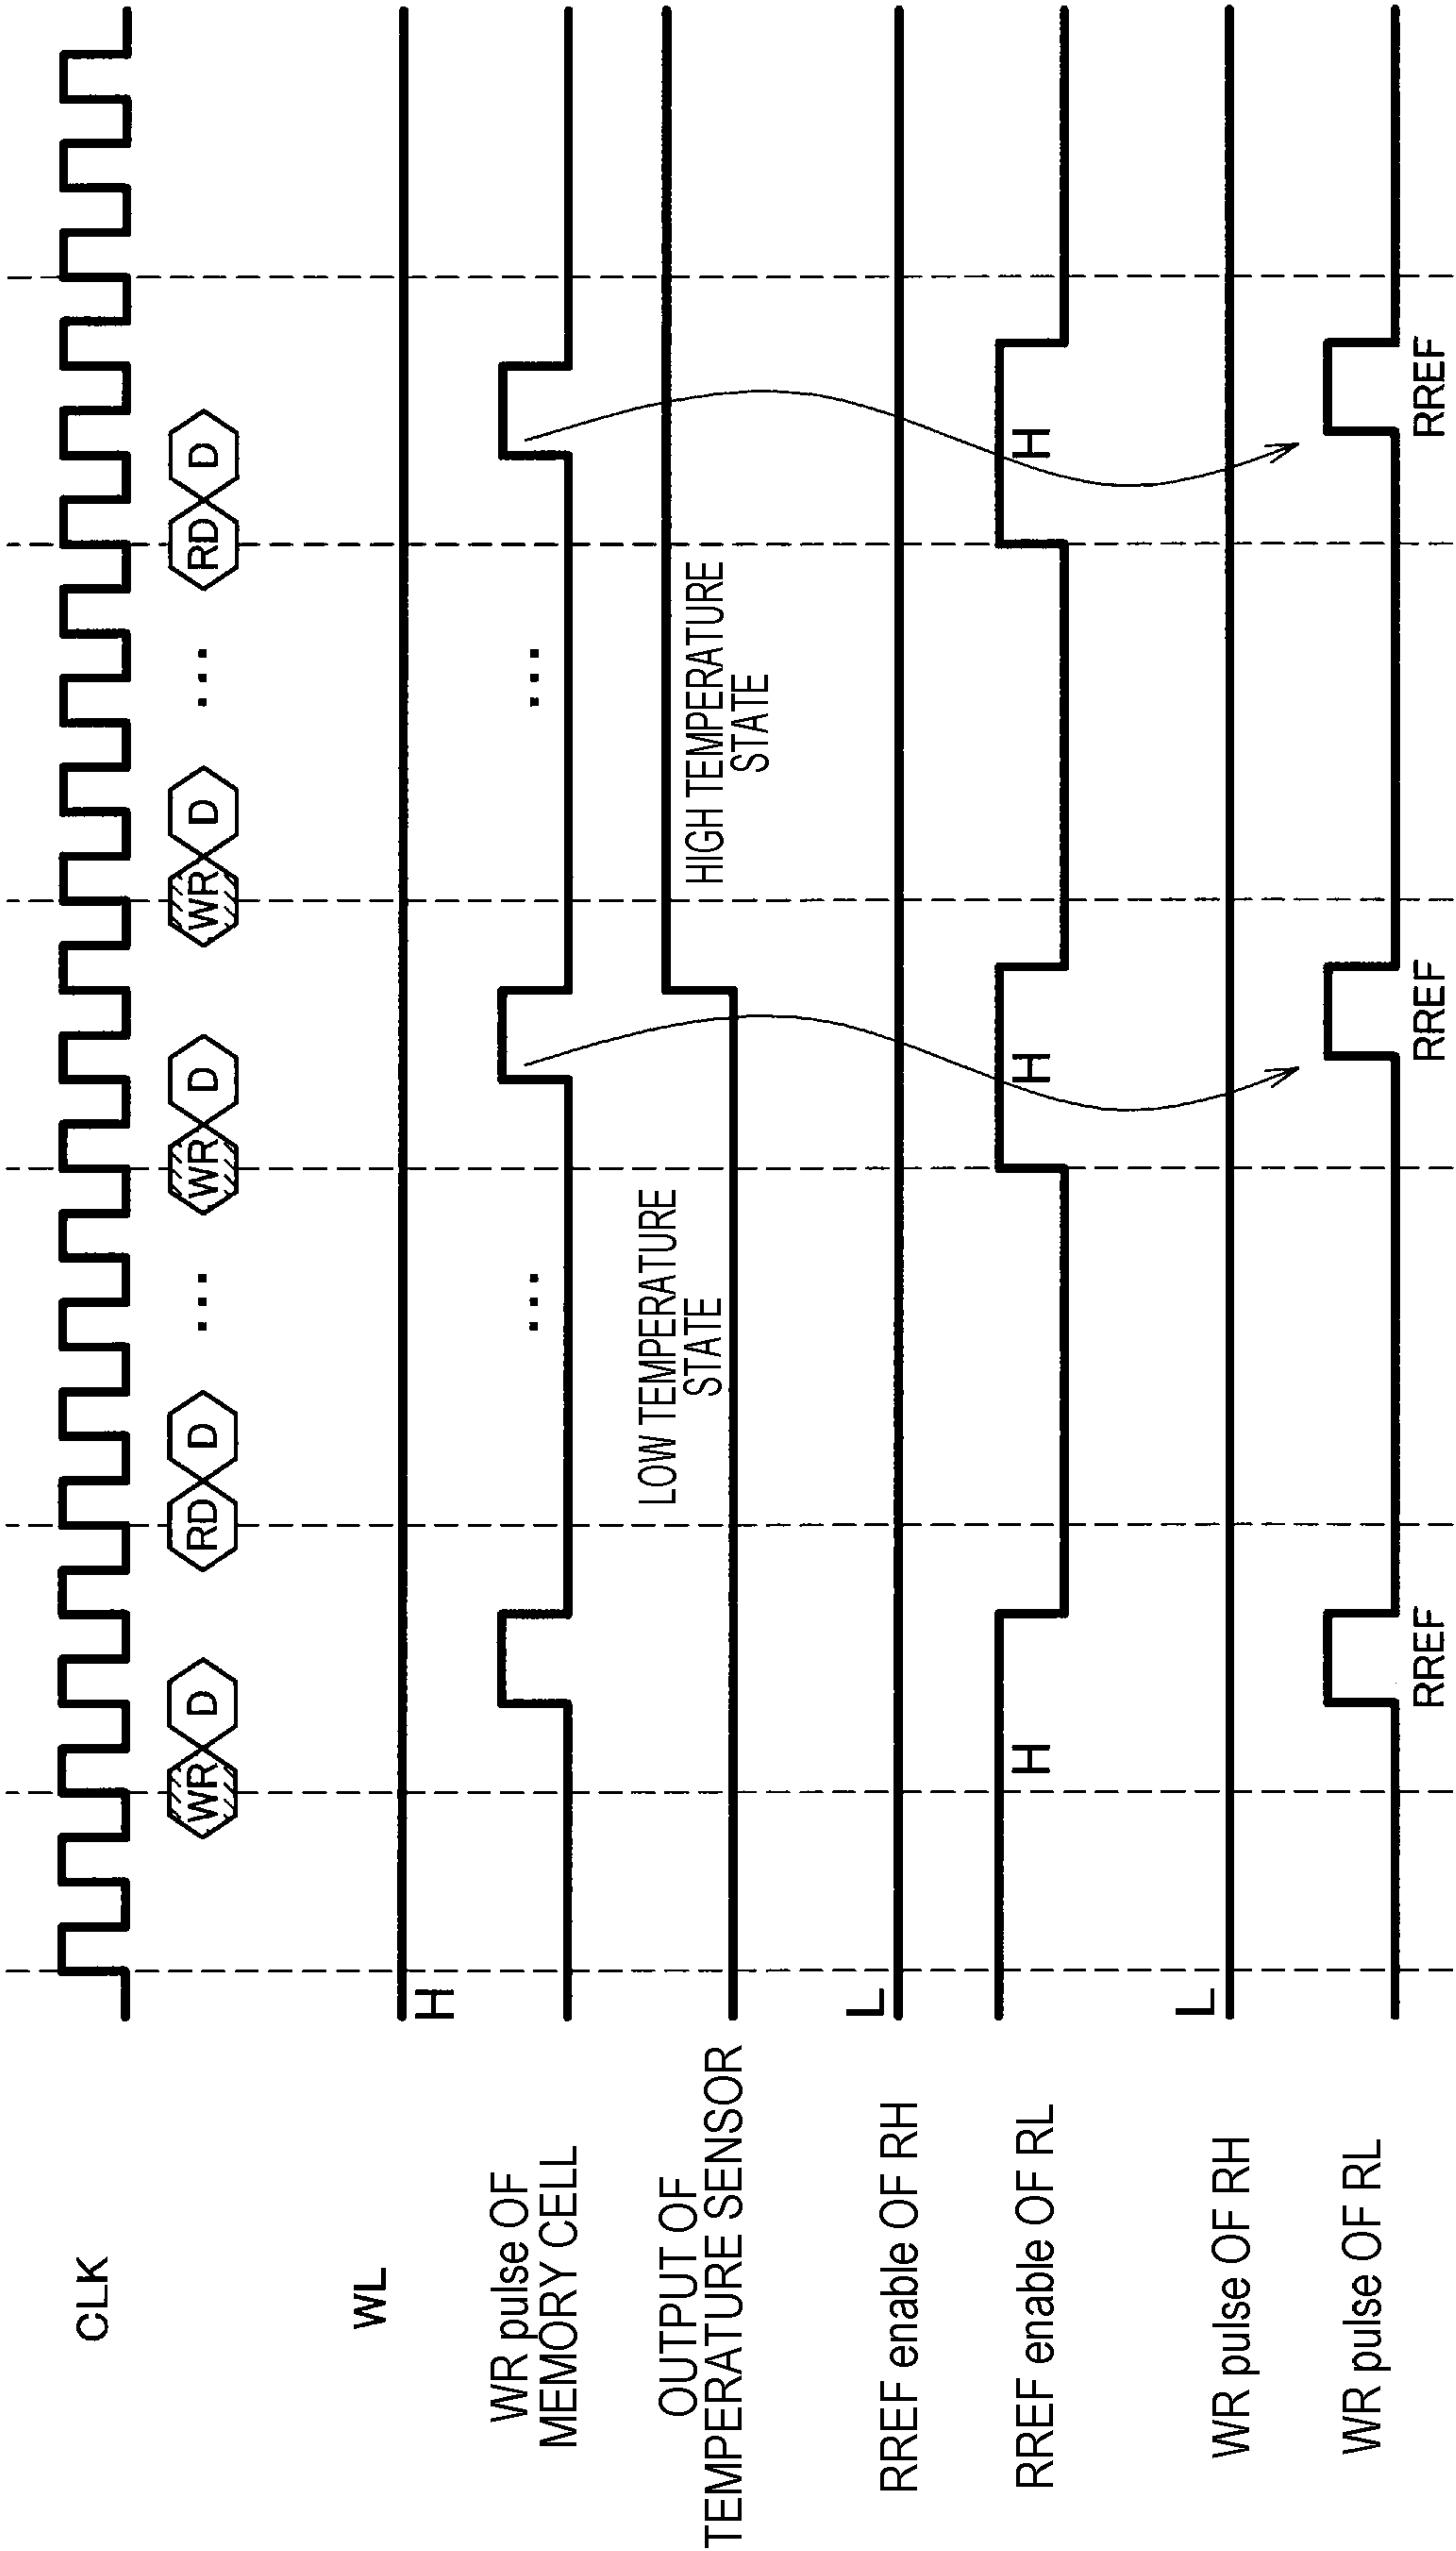 CLK
WR
D
RD
D
...
WR
D
WR
D
...
RD
D
WL
H
WR pulse OF
MEMORY CELL
...
...
OUTPUT OF
TEMPERATURE SENSOR
LOW TEMPERATURE
STATE
HIGH TEMPERATURE
STATE
RREF enable OF RH
L
RREF enable OF RL
H
H
H
WR pulse OF RH
L
WR pulse OF RL
RREF
RREF
RREF